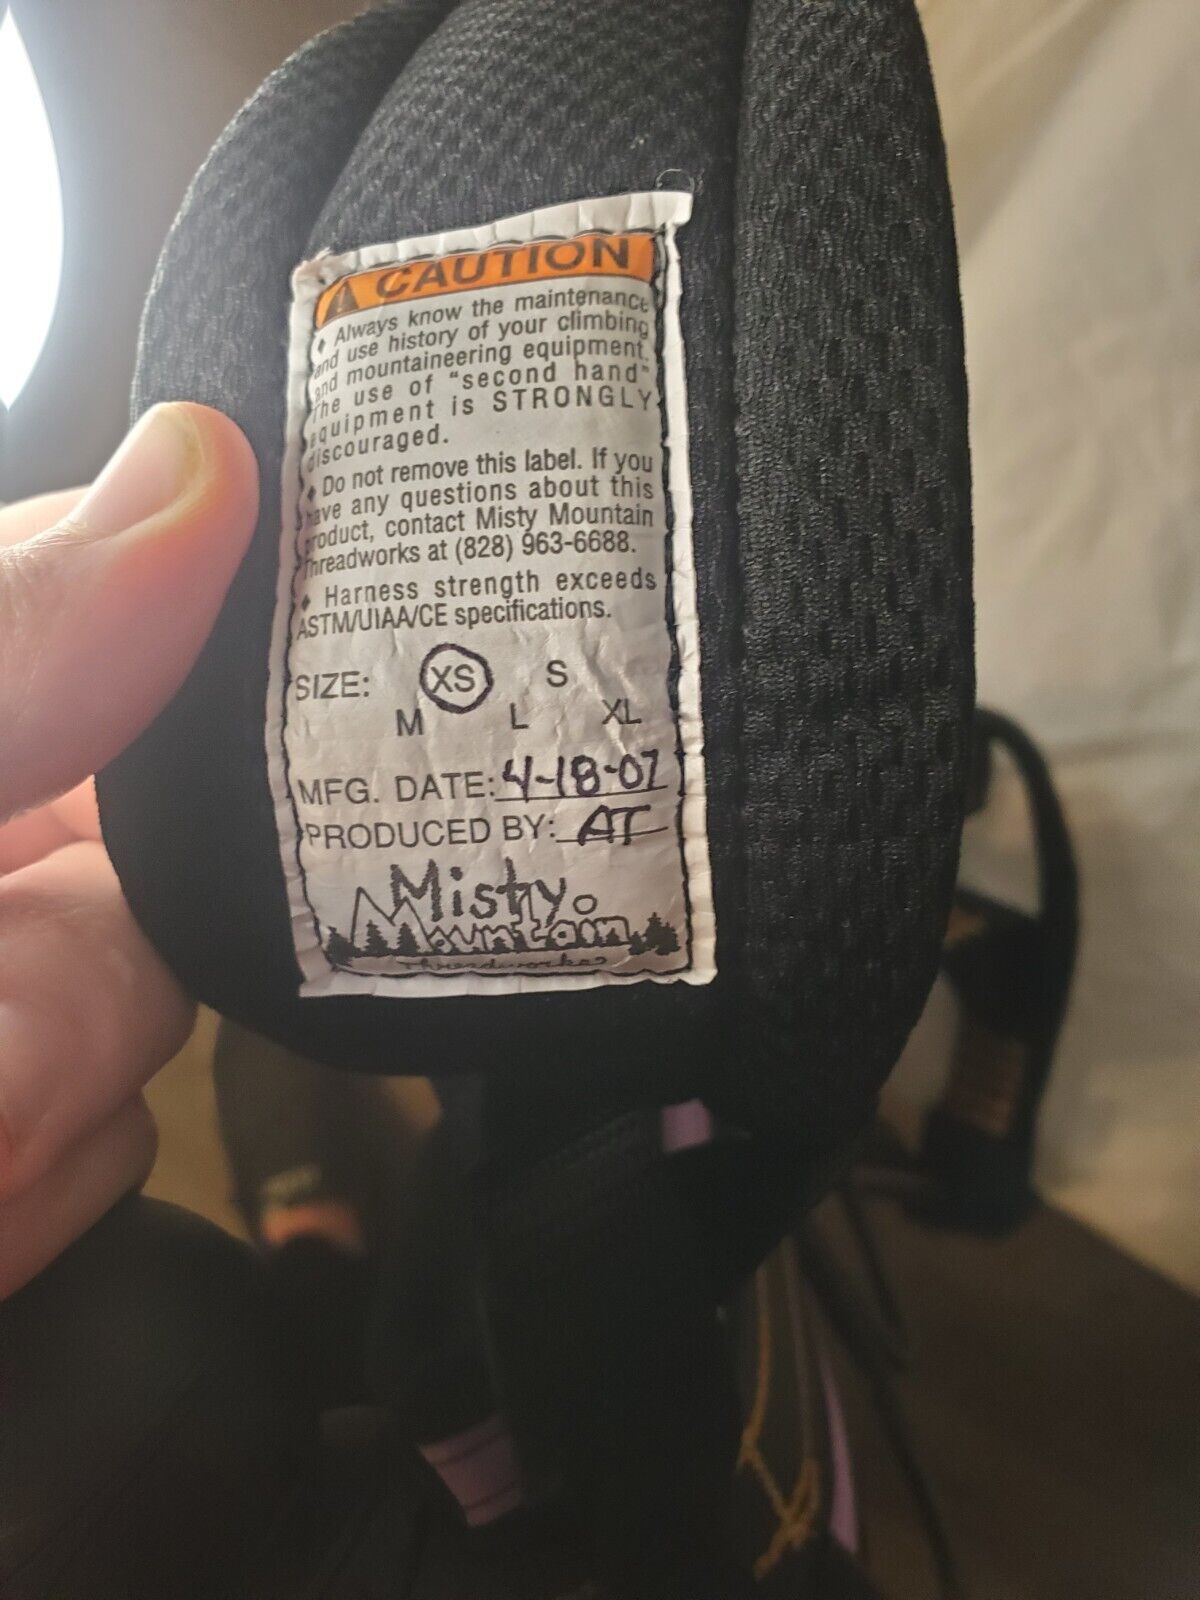 CAUTION
♦ Always know the maintenance
and use history of your climbing
and mountaineering equipment.
The use of "second hand"
equipment is STRONGLY
discouraged.
♦ Do not remove this label. If you
have any questions about this
product, contact Misty Mountain
Threadworks at (828) 963-6688.
♦ Harness strength exceeds
ASTM/UIAA/CE specifications.
SIZE: XS S
M L XL
MFG. DATE: 4-18-07
PRODUCED BY: AT
Misty
Mountain
Threadworks